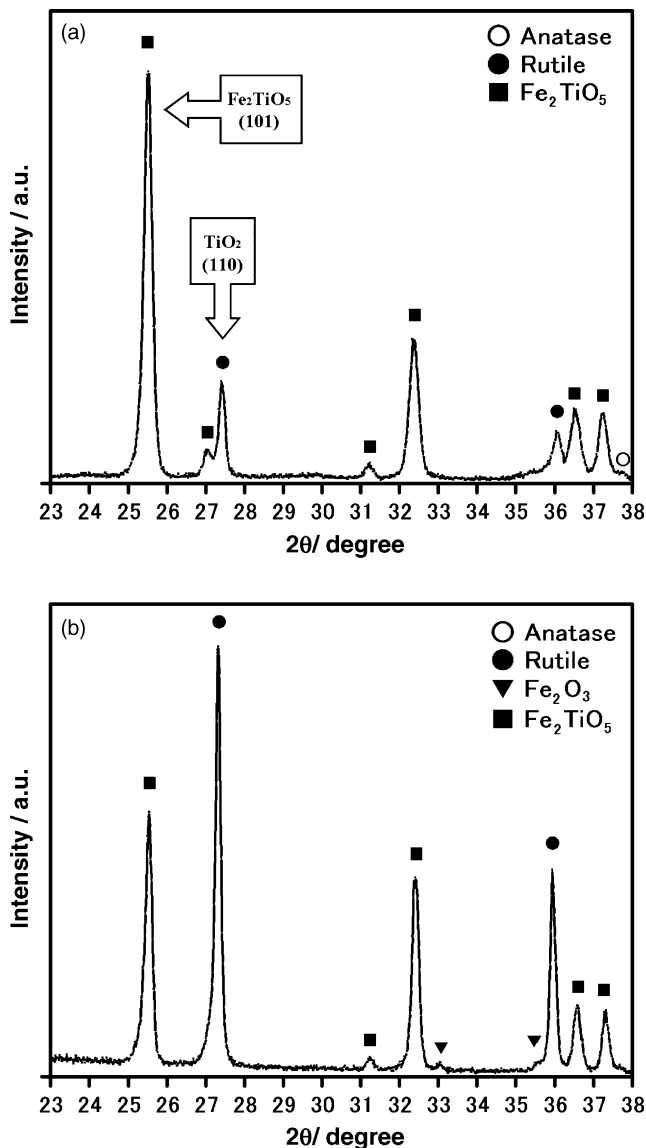 (a)
○ Anatase
● Rutile
■ Fe₂TiO₅
Fe₂TiO₅
(101)
TiO₂
(110)
Intensity / a.u.
23 24 25 26 27 28 29 30 31 32 33 34 35 36 37 38
2θ/ degree
(b)
○ Anatase
● Rutile
▼ Fe₂O₃
■ Fe₂TiO₅
Intensity / a.u.
23 24 25 26 27 28 29 30 31 32 33 34 35 36 37 38
2θ/ degree